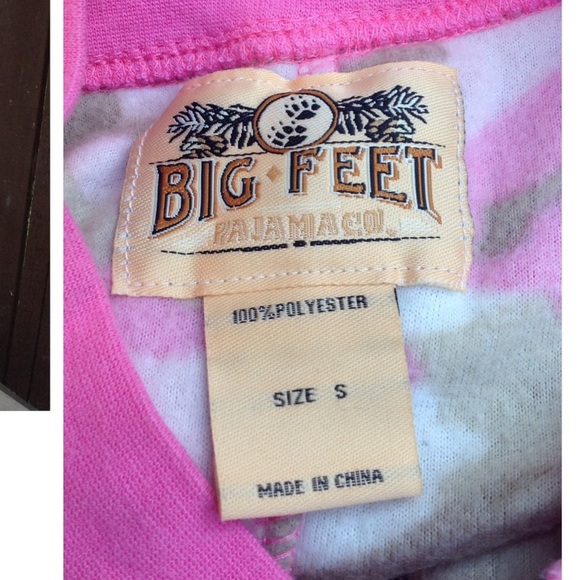 BIG · FEET
PAJAMA CO.
100% POLYESTER
SIZE S
MADE IN CHINA